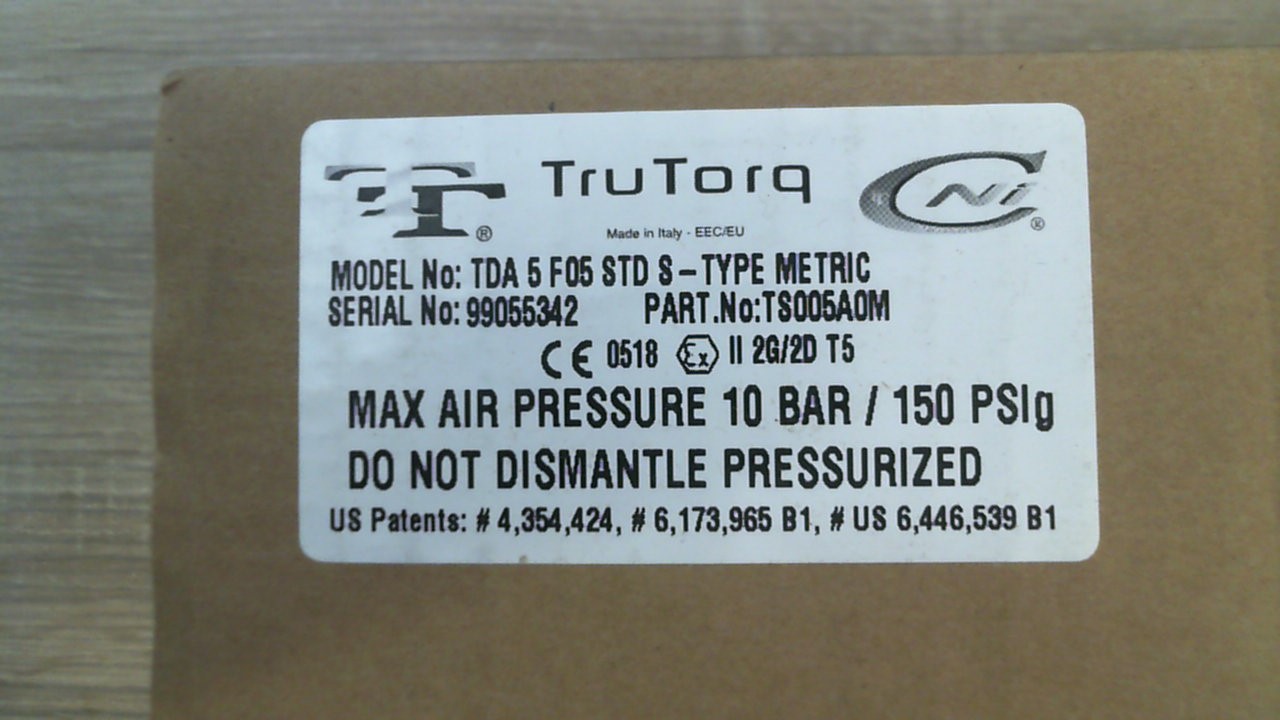 TT ®
TruTorq
CNi ®
Made in Italy - EEC/EU
MODEL No: TDA 5 F05 STD S-TYPE METRIC
SERIAL No: 99055342 PART.No:TS005A0M
CE 0518 Ex II 2G/2D T5
MAX AIR PRESSURE 10 BAR / 150 PSIg
DO NOT DISMANTLE PRESSURIZED
US Patents: # 4,354,424, # 6,173,965 B1, # US 6,446,539 B1